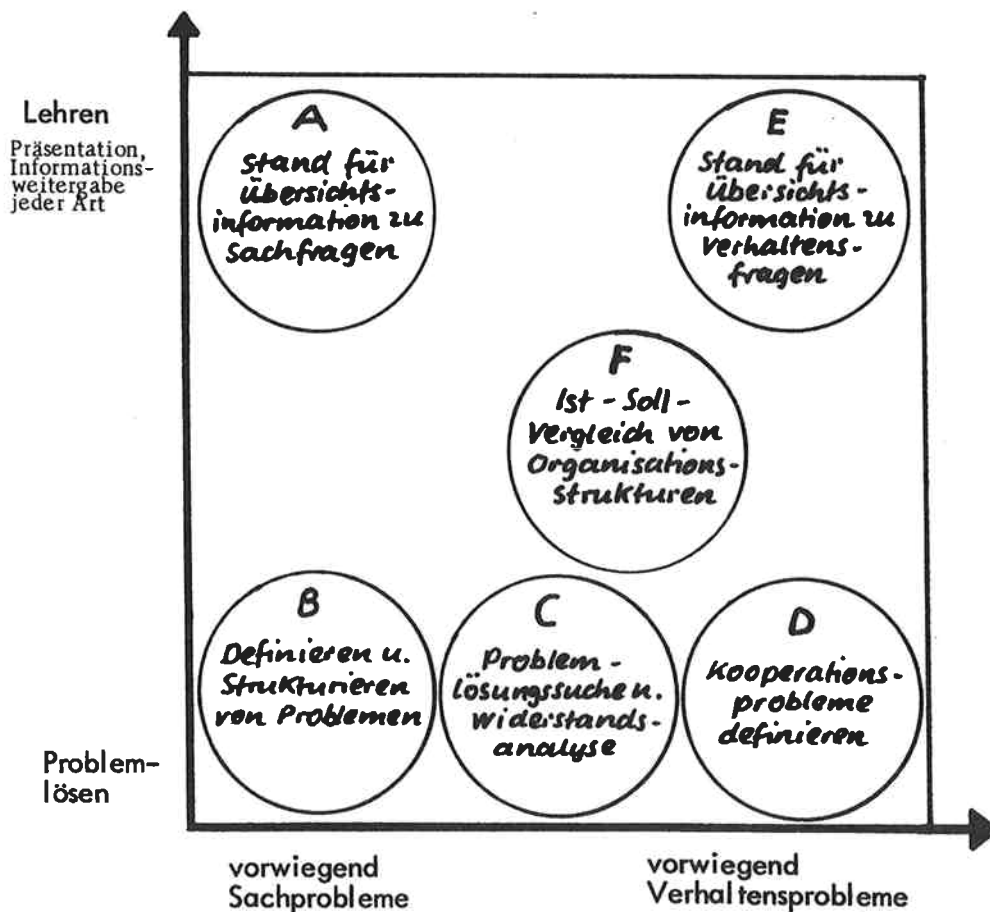 Lehren
Präsentation,
Informations-
weitergabe
jeder Art
A
Stand für
Übersichts-
information zu
Sachfragen
E
Stand für
Übersichts-
information zu
Verhaltens-
fragen
F
Ist - Soll -
Vergleich von
Organisations-
strukturen
B
Definieren u.
Strukturieren
von Problemen
C
Problem -
lösungssuche u.
Widerstands-
analyse
D
Kooperations-
probleme
definieren
Problem-
lösen
vorwiegend
Sachprobleme
vorwiegend
Verhaltensprobleme